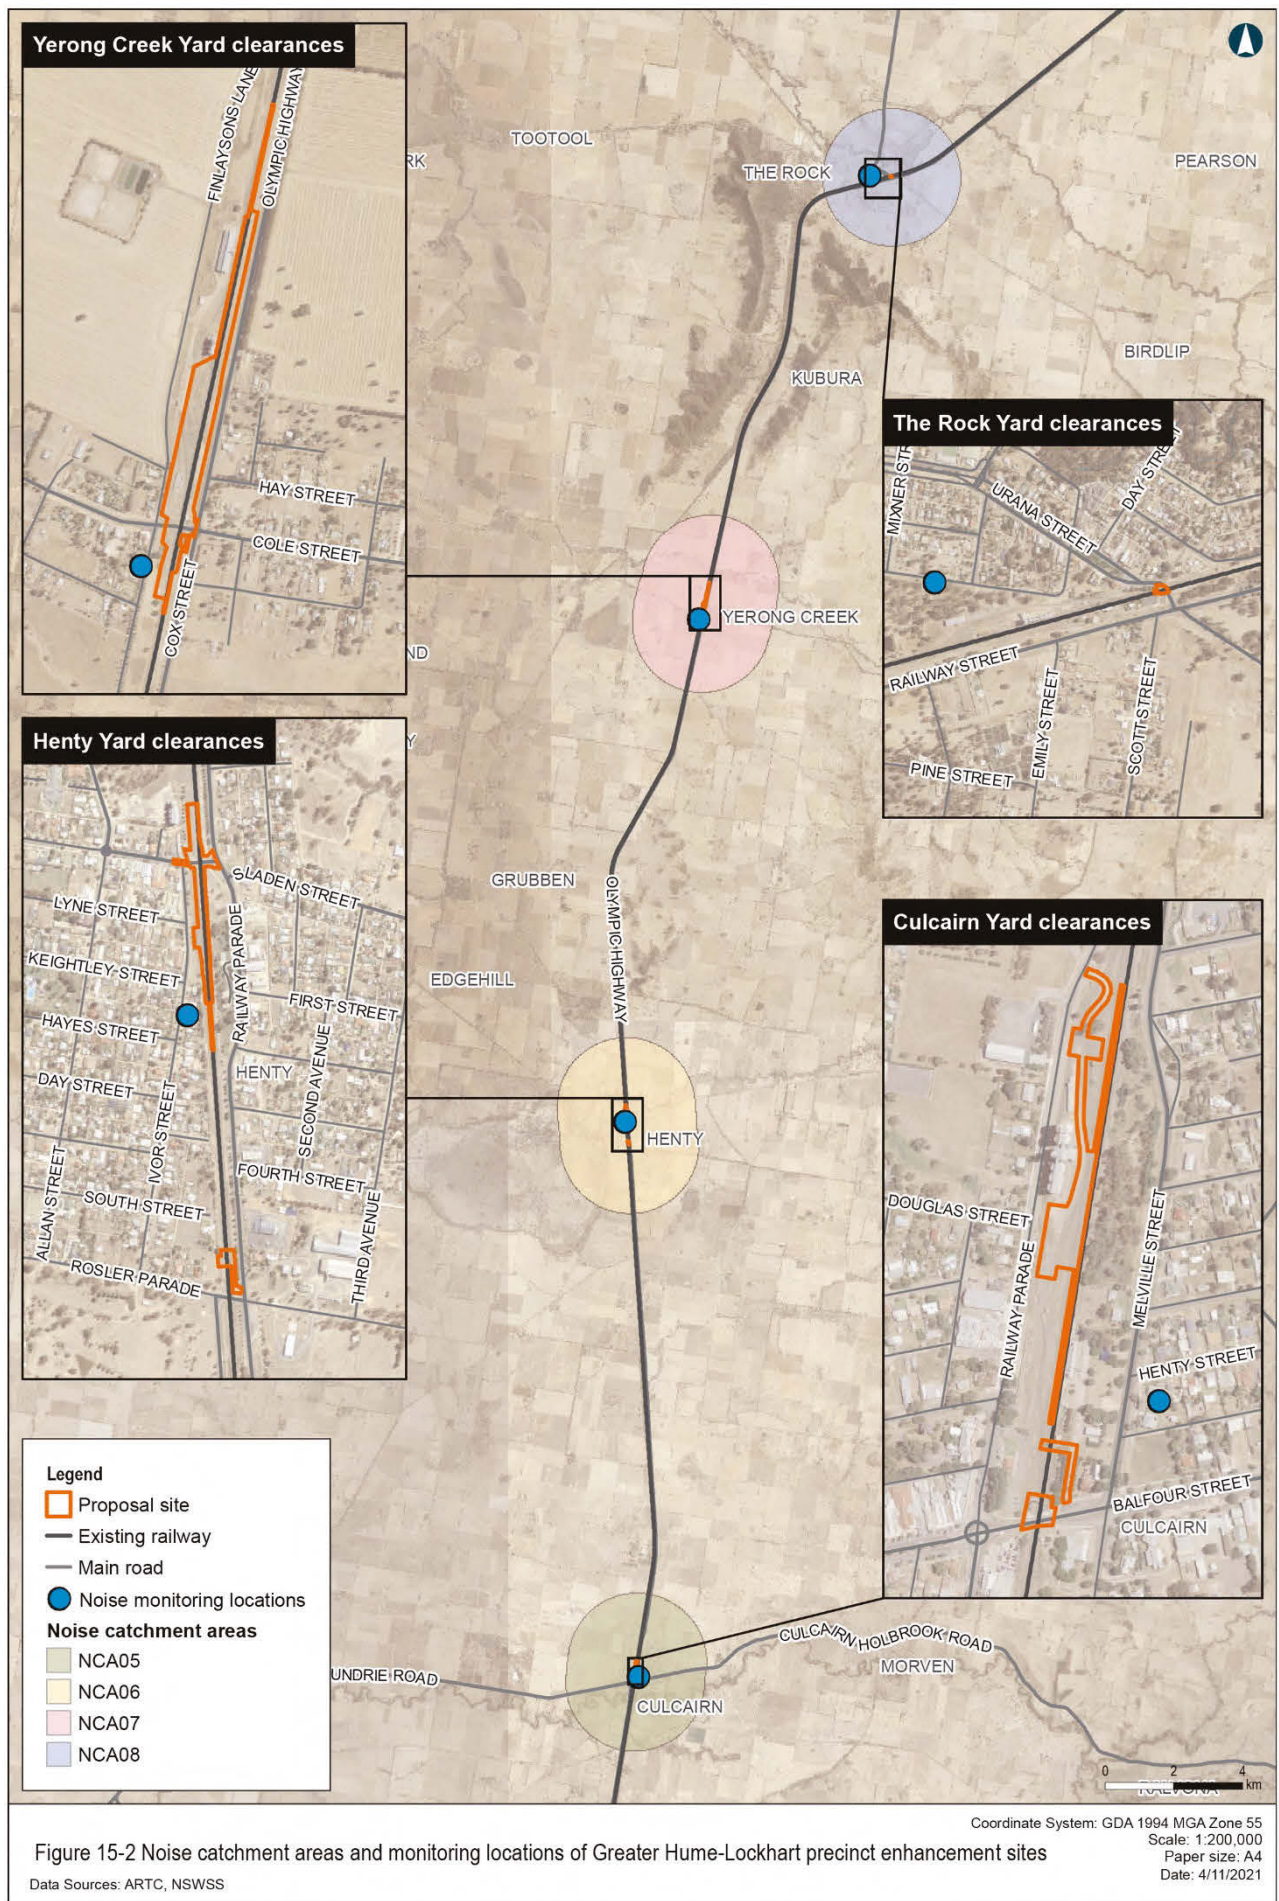 Yerong Creek Yard clearances
FINLAYSONS LANE
OLYMPIC HIGHWAY
HAY STREET
COLE STREET
COX STREET
TOOTOOL
RK
THE ROCK
PEARSON
BIRDLIP
KUBURA
The Rock Yard clearances
MIXNER STR
URANA STREET
DAY STREET
RAILWAY STREET
EMILY STREET
SCOTT STREET
PINE STREET
YERONG CREEK
ND
Henty Yard clearances
Y
SLADEN STREET
LYNE STREET
RAILWAY PARADE
KEIGHTLEY STREET
FIRST STREET
HAYES STREET
HENTY
SECOND AVENUE
DAY STREET
IVOR STREET
FOURTH STREET
ALLAN STREET
SOUTH STREET
THIRD AVENUE
ROSLER PARADE
GRUBBEN
OLYMPIC HIGHWAY
EDGEHILL
HENTY
Culcairn Yard clearances
DOUGLAS STREET
RAILWAY PARADE
MELVILLE STREET
HENTY STREET
BALFOUR STREET
CULCAIRN
Legend
Proposal site
Existing railway
Main road
Noise monitoring locations
Noise catchment areas
NCA05
NCA06
NCA07
NCA08
UNDRIE ROAD
CULCAIRN HOLBROOK ROAD
MORVEN
CULCAIRN
0 2 4
km
Coordinate System: GDA 1994 MGA Zone 55
Scale: 1:200,000
Paper size: A4
Date: 4/11/2021
Figure 15-2 Noise catchment areas and monitoring locations of Greater Hume-Lockhart precinct enhancement sites
Data Sources: ARTC, NSWSS